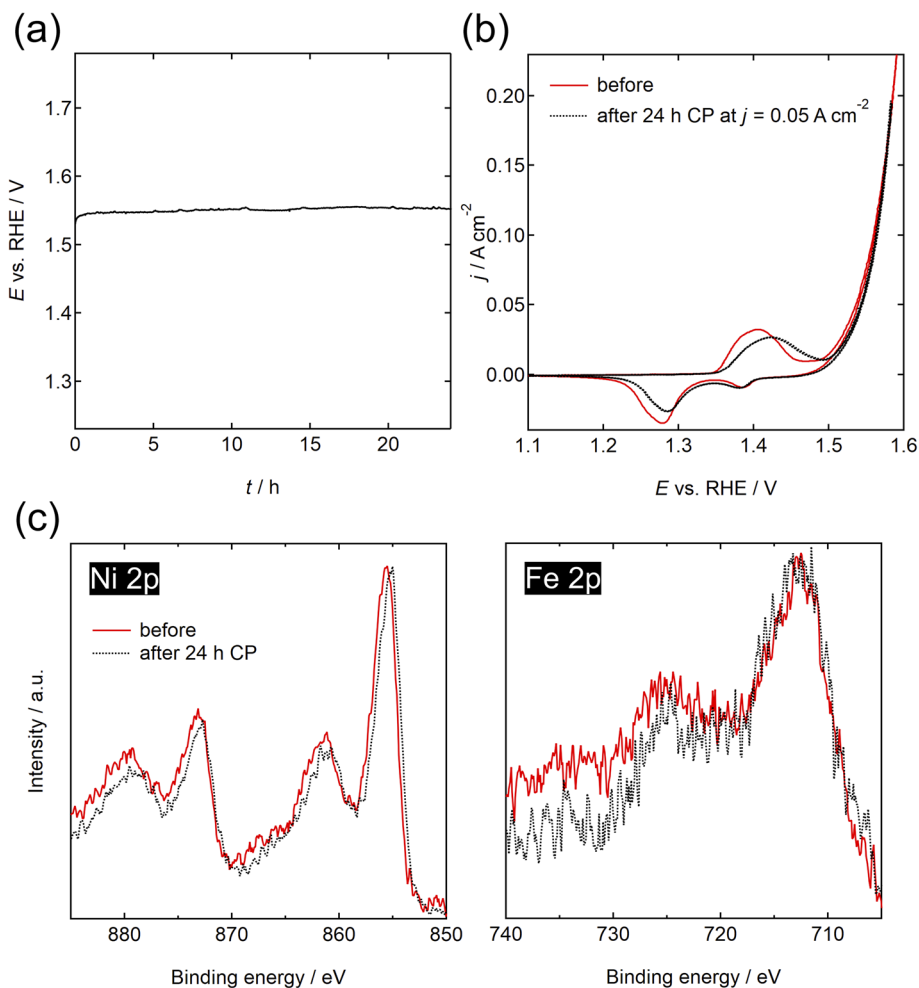 (a)
1.7
1.6
1.5
1.4
1.3
E vs. RHE / V
0 5 10 15 20
t / h
(b)
before
after 24 h CP at j = 0.05 A cm⁻²
0.20
0.15
0.10
0.05
0.00
j / A cm⁻²
1.1 1.2 1.3 1.4 1.5 1.6
E vs. RHE / V
(c)
Ni 2p
before
after 24 h CP
Intensity / a.u.
880 870 860 850
Binding energy / eV
Fe 2p
740 730 720 710
Binding energy / eV